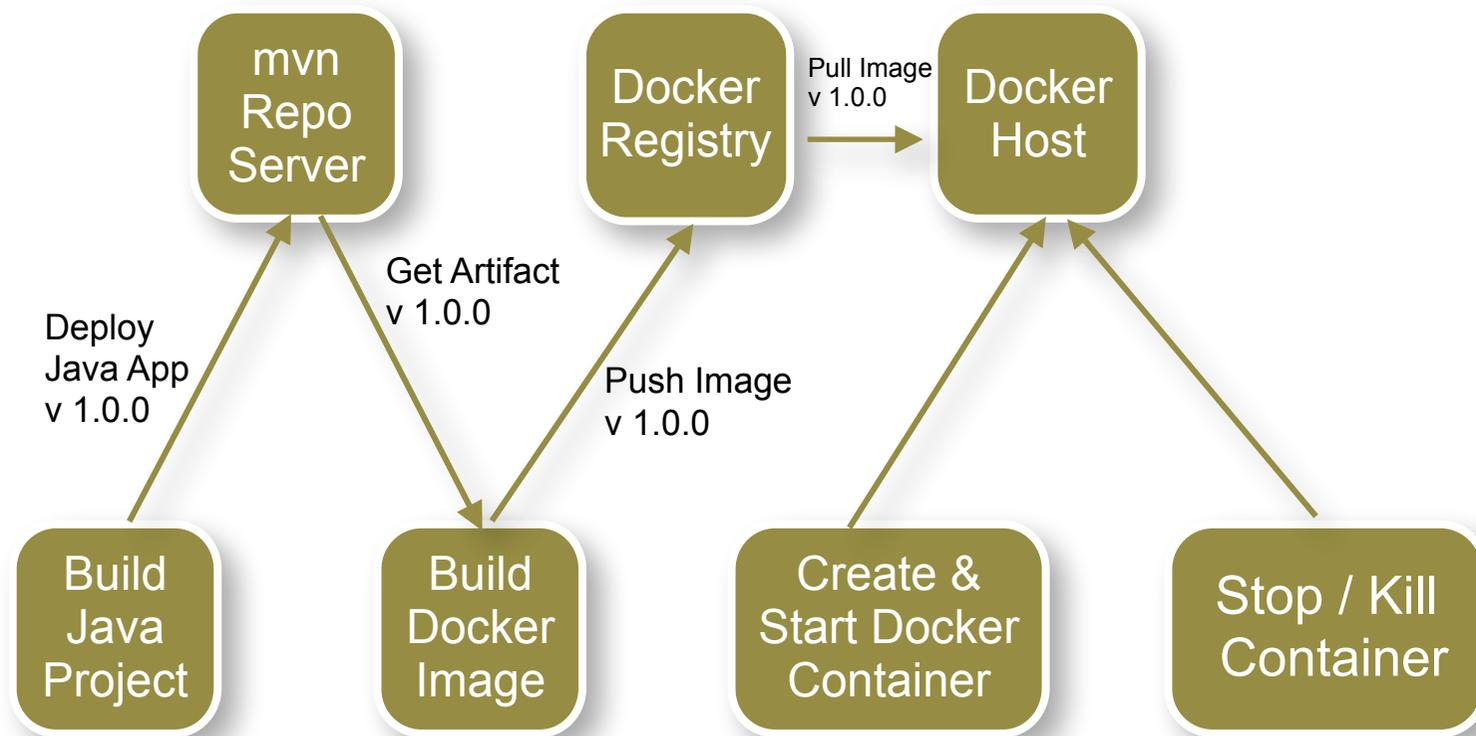 mvn
Repo
Server
Docker
Registry
Pull Image
v 1.0.0
Docker
Host
Deploy
Java App
v 1.0.0
Get Artifact
v 1.0.0
Push Image
v 1.0.0
Build
Java
Project
Build
Docker
Image
Create &
Start Docker
Container
Stop / Kill
Container